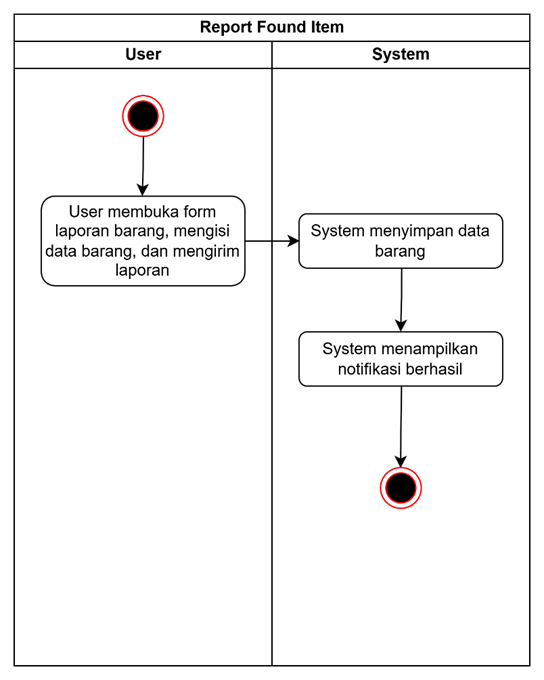 Report Found Item
User
System
User membuka form
laporan barang, mengisi
data barang, dan mengirim
laporan
System menyimpan data
barang
System menampilkan
notifikasi berhasil